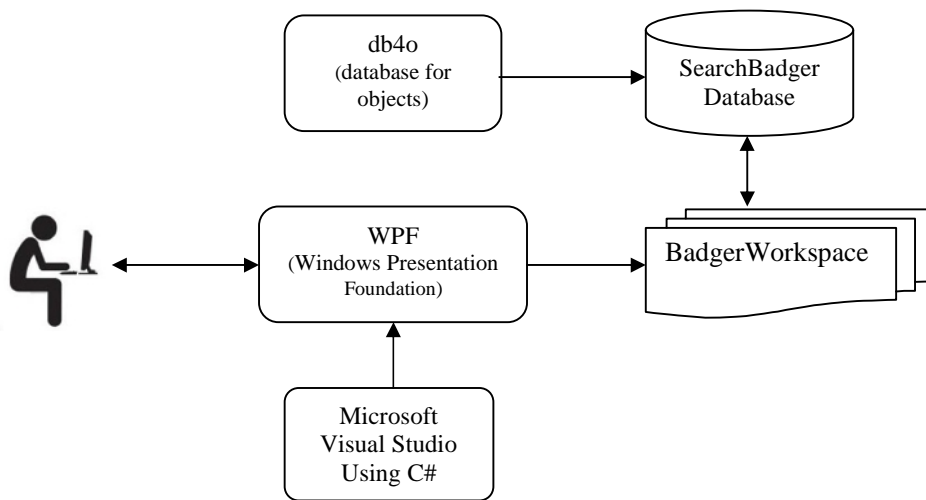 db4o
(database for
objects)
SearchBadger
Database
WPF
(Windows Presentation
Foundation)
BadgerWorkspace
Microsoft
Visual Studio
Using C#